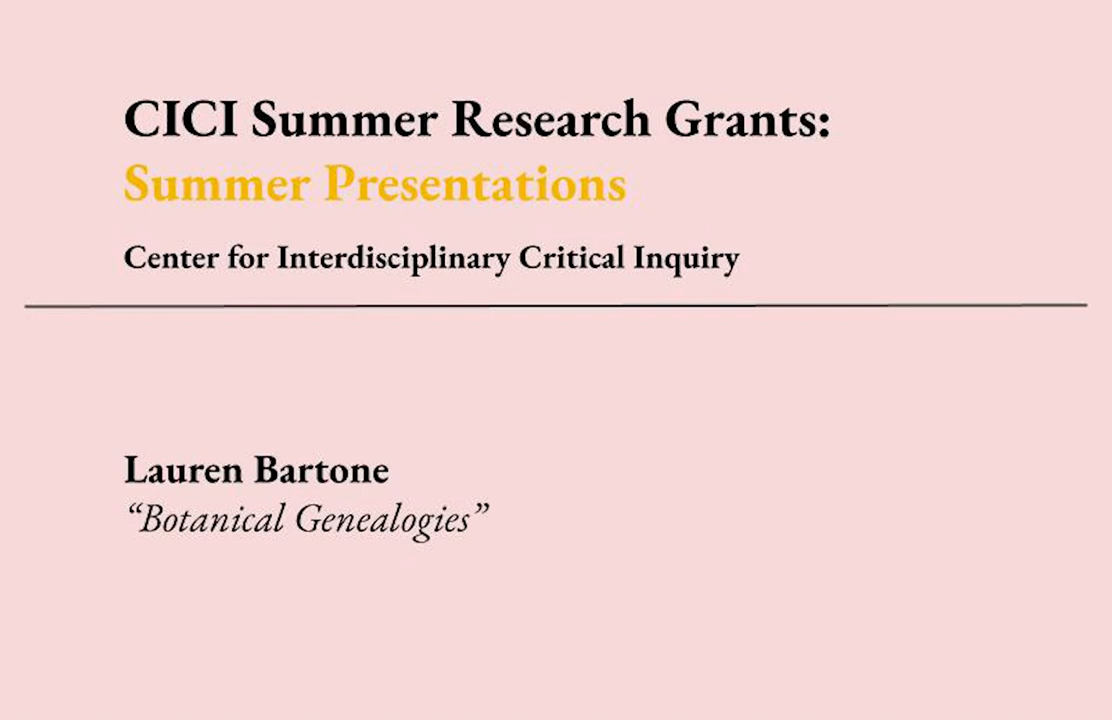 CICI Summer Research Grants:
Summer Presentations
Center for Interdisciplinary Critical Inquiry
Lauren Bartone
“Botanical Genealogies”